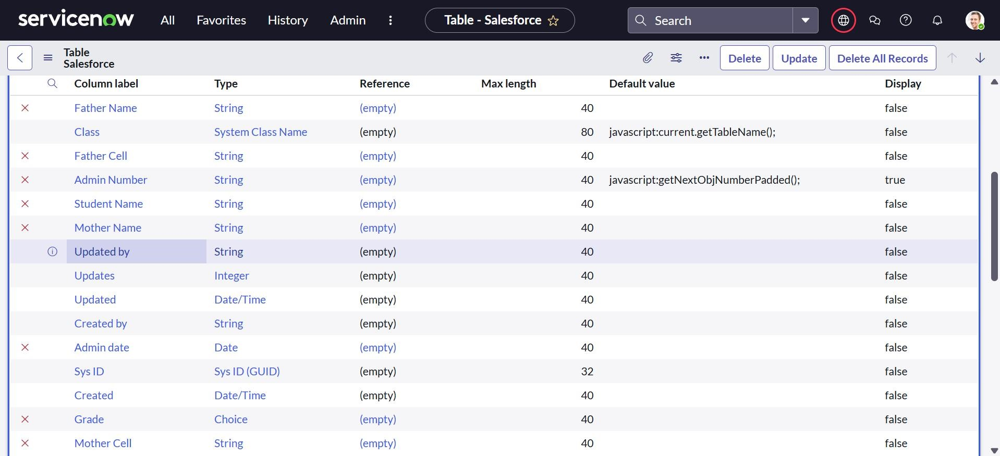 servicenow All Favorites History Admin Table - Salesforce Search
Table
Salesforce
Delete Update Delete All Records
Column label Type Reference Max length Default value Display
Father Name String (empty) 40 false
Class System Class Name (empty) 80 javascript:current.getTableName(); false
Father Cell String (empty) 40 false
Admin Number String (empty) 40 javascript:getNextObjNumberPadded(); true
Student Name String (empty) 40 false
Mother Name String (empty) 40 false
Updated by String (empty) 40 false
Updates Integer (empty) 40 false
Updated Date/Time (empty) 40 false
Created by String (empty) 40 false
Admin date Date (empty) 40 false
Sys ID Sys ID (GUID) (empty) 32 false
Created Date/Time (empty) 40 false
Grade Choice (empty) 40 false
Mother Cell String (empty) 40 false